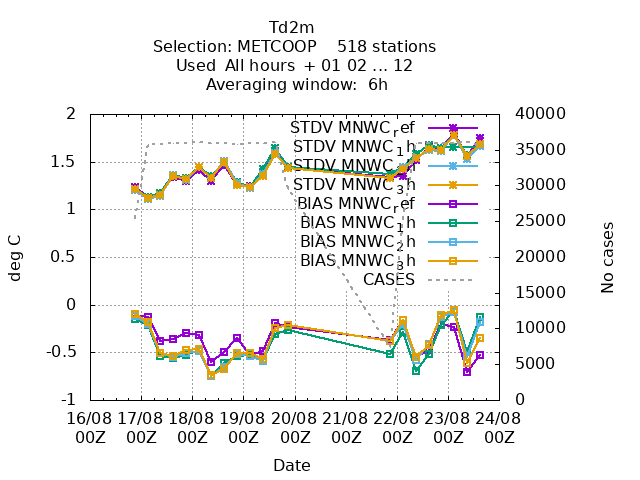 Td2m
Selection: METCOOP    518 stations
Used  All hours  + 01 02 ... 12
Averaging window:  6h
2
1.5
1
0.5
0
-0.5
-1
deg C
40000
35000
30000
25000
20000
15000
10000
5000
0
No cases
STDV MNWC_ref
STDV MNWC_1h
STDV MNWC_2h
STDV MNWC_3h
BIAS MNWC_ref
BIAS MNWC_1h
BIAS MNWC_2h
BIAS MNWC_3h
CASES
16/08 17/08 18/08 19/08 20/08 21/08 22/08 23/08 24/08
00Z 00Z 00Z 00Z 00Z 00Z 00Z 00Z 00Z
Date